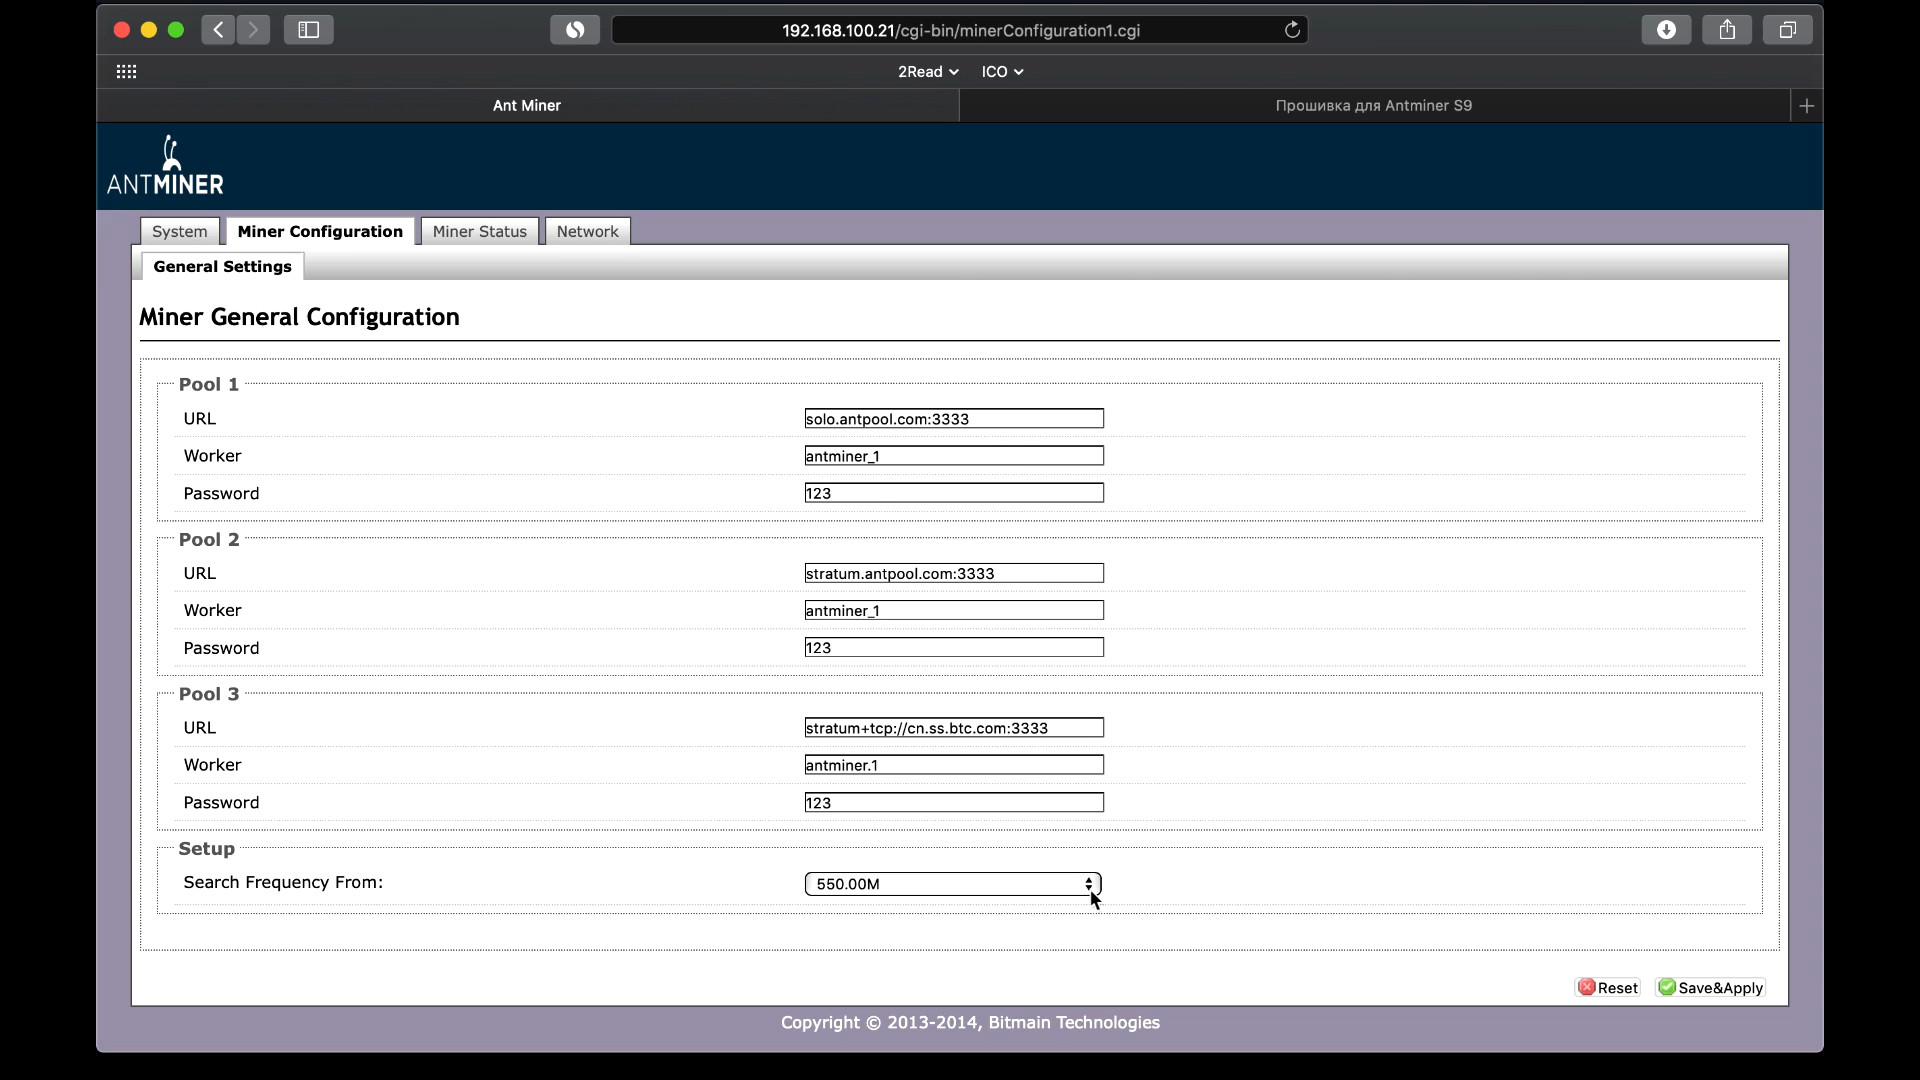 192.168.100.21/cgi-bin/minerConfiguration1.cgi
2Read ICO
Ant Miner Прошивка для Antminer S9
ANTMINER
System Miner Configuration Miner Status Network
General Settings
Miner General Configuration
Pool 1
URL solo.antpool.com:3333
Worker antminer_1
Password 123
Pool 2
URL stratum.antpool.com:3333
Worker antminer_1
Password 123
Pool 3
URL stratum+tcp://cn.ss.btc.com:3333
Worker antminer.1
Password 123
Setup
Search Frequency From: 550.00M
Reset Save&Apply
Copyright © 2013-2014, Bitmain Technologies